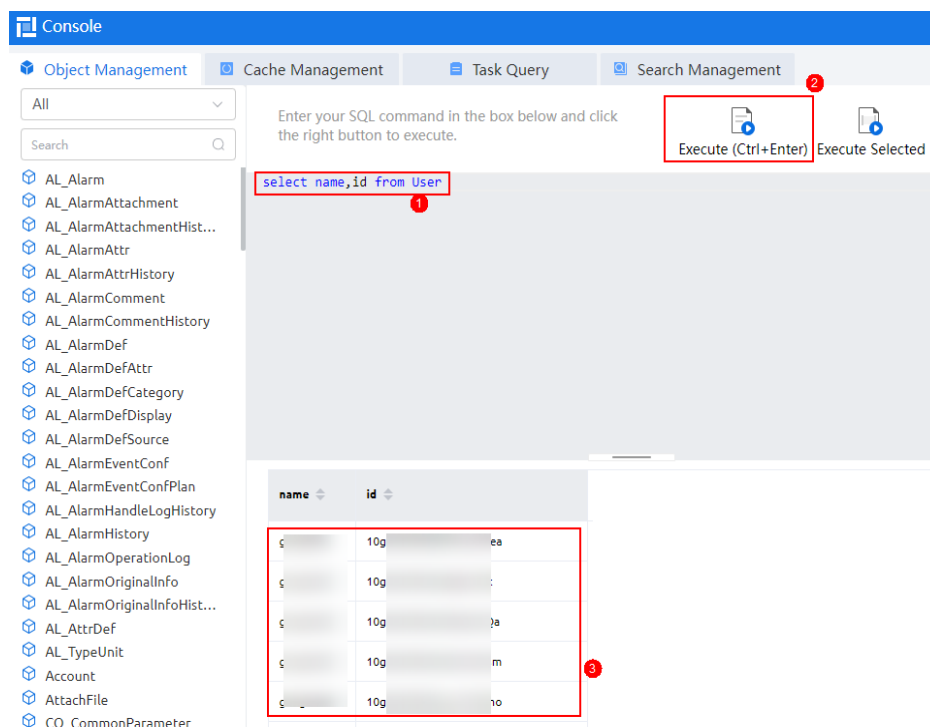 Console
Object Management
Cache Management
Task Query
Search Management
All
Search
Enter your SQL command in the box below and click
the right button to execute.
2
Execute (Ctrl+Enter)
Execute Selected
select name,id from User
1
AL_Alarm
AL_AlarmAttachment
AL_AlarmAttachmentHist...
AL_AlarmAttr
AL_AlarmAttrHistory
AL_AlarmComment
AL_AlarmCommentHistory
AL_AlarmDef
AL_AlarmDefAttr
AL_AlarmDefCategory
AL_AlarmDefDisplay
AL_AlarmDefSource
AL_AlarmEventConf
AL_AlarmEventConfPlan
AL_AlarmHandleLogHistory
AL_AlarmHistory
AL_AlarmOperationLog
AL_AlarmOriginalInfo
AL_AlarmOriginalInfoHist...
AL_AttrDef
AL_TypeUnit
Account
AttachFile
CO_CommonParameter
name id
10g ea
10g
10g
10g m
10g no
3